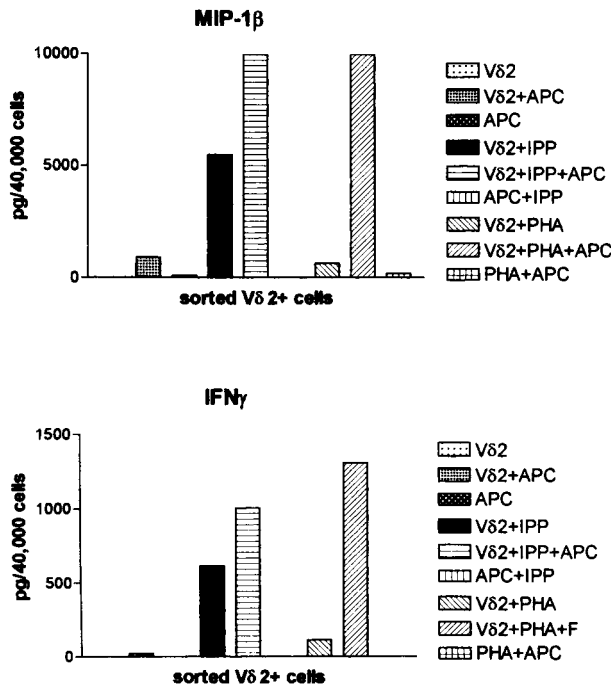 MIP-1β
10000
5000
0
pg/40,000 cells
sorted Vδ 2+ cells
Vδ2
Vδ2+APC
APC
Vδ2+IPP
Vδ2+IPP+APC
APC+IPP
Vδ2+PHA
Vδ2+PHA+APC
PHA+APC
IFNγ
1500
1000
500
0
pg/40,000 cells
sorted Vδ 2+ cells
Vδ2
Vδ2+APC
APC
Vδ2+IPP
Vδ2+IPP+APC
APC+IPP
Vδ2+PHA
Vδ2+PHA+F
PHA+APC